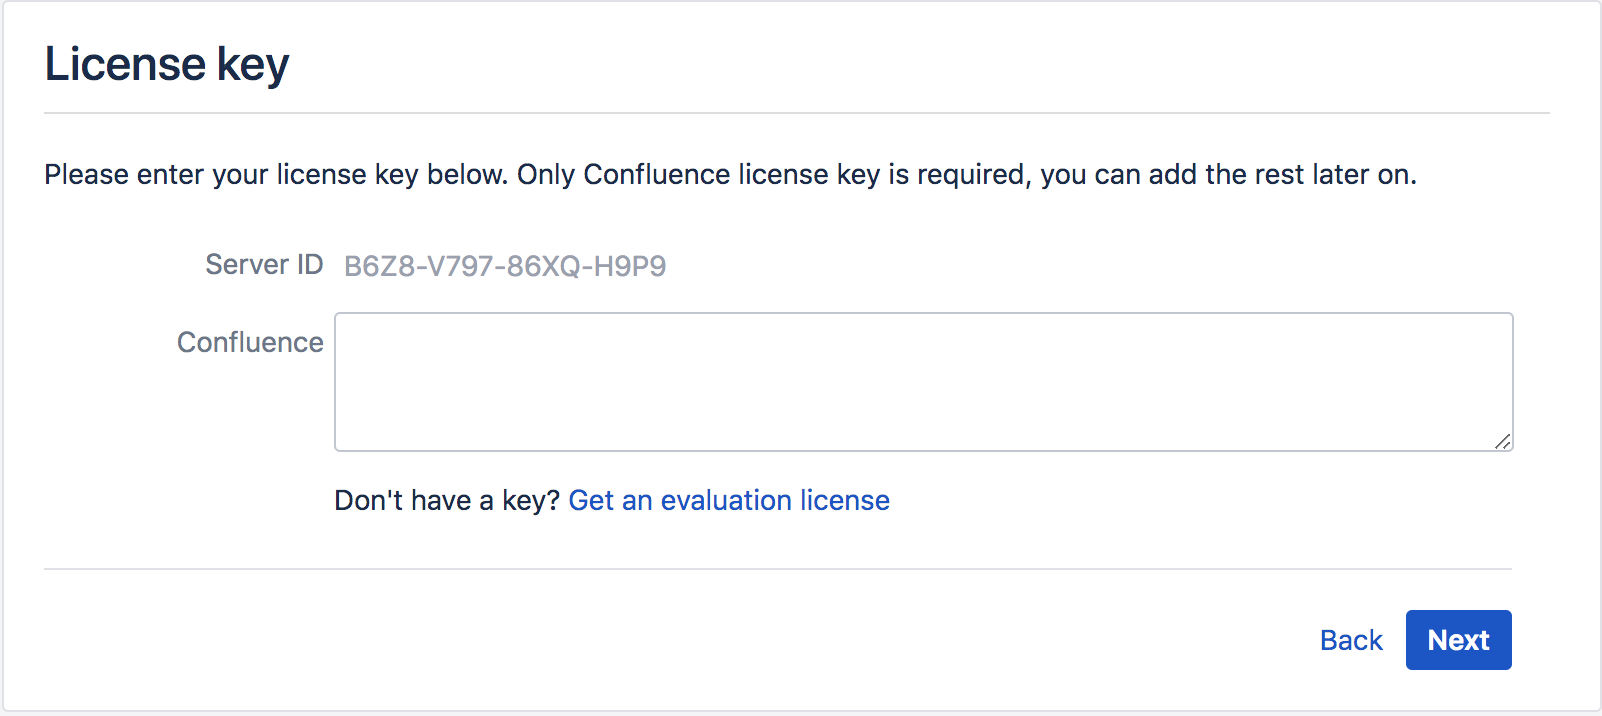 License key
Please enter your license key below. Only Confluence license key is required, you can add the rest later on.
Server ID B6Z8-V797-86XQ-H9P9
Confluence
Don't have a key? Get an evaluation license
Back Next